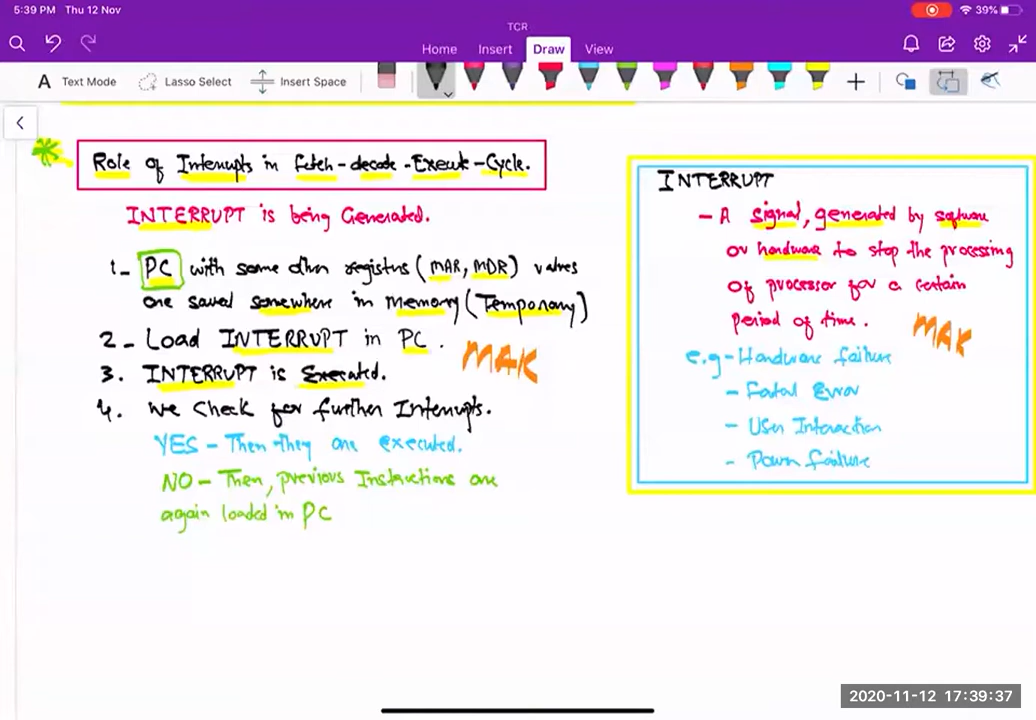 5:39 PM Thu 12 Nov
39%
TCR
Home Insert Draw View
A Text Mode Lasso Select Insert Space
Role of Interrupts in fetch-decode-Execut-Cycle.
INTERRUPT is being Generated.
1- PC with some other registers (MAR, MDR) values
are saved somewhere in memory (Temporary)
2- Load INTERRUPT in PC.
MAK
3. INTERRUPT is Executed.
4. We Check for further Interrupts.
YES - Then they are executed.
NO - Then, previous Instructions are
again loaded in PC
INTERRUPT
- A signal, generated by software
or hardware to stop the processing
of processor for a certain
period of time.
MAK
e.g - Hardware failure
- Fatal Error
- User Interaction
- Power failure
2020-11-12 17:39:37